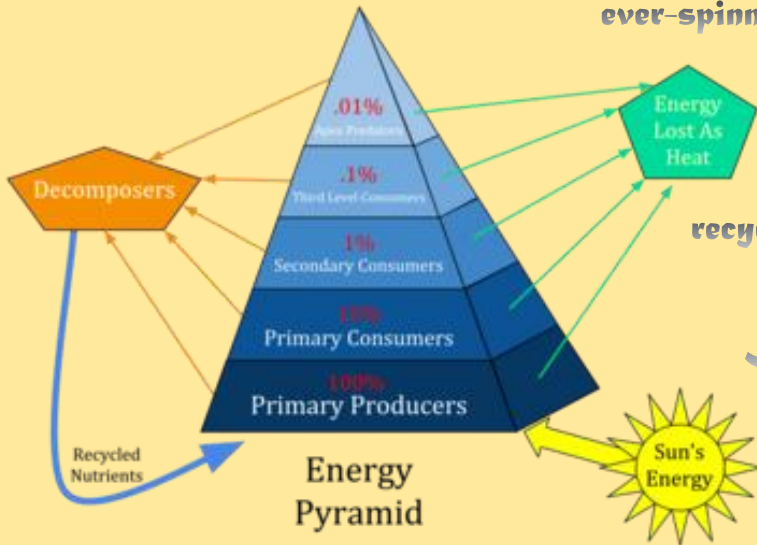 ever-spinn
.01%
Apex Predators
Energy
Lost As
Heat
.1%
Third Level Consumers
Decomposers
recyc
1%
Secondary Consumers
10%
Primary Consumers
100%
Primary Producers
Recycled
Nutrients
Sun's
Energy
Energy
Pyramid